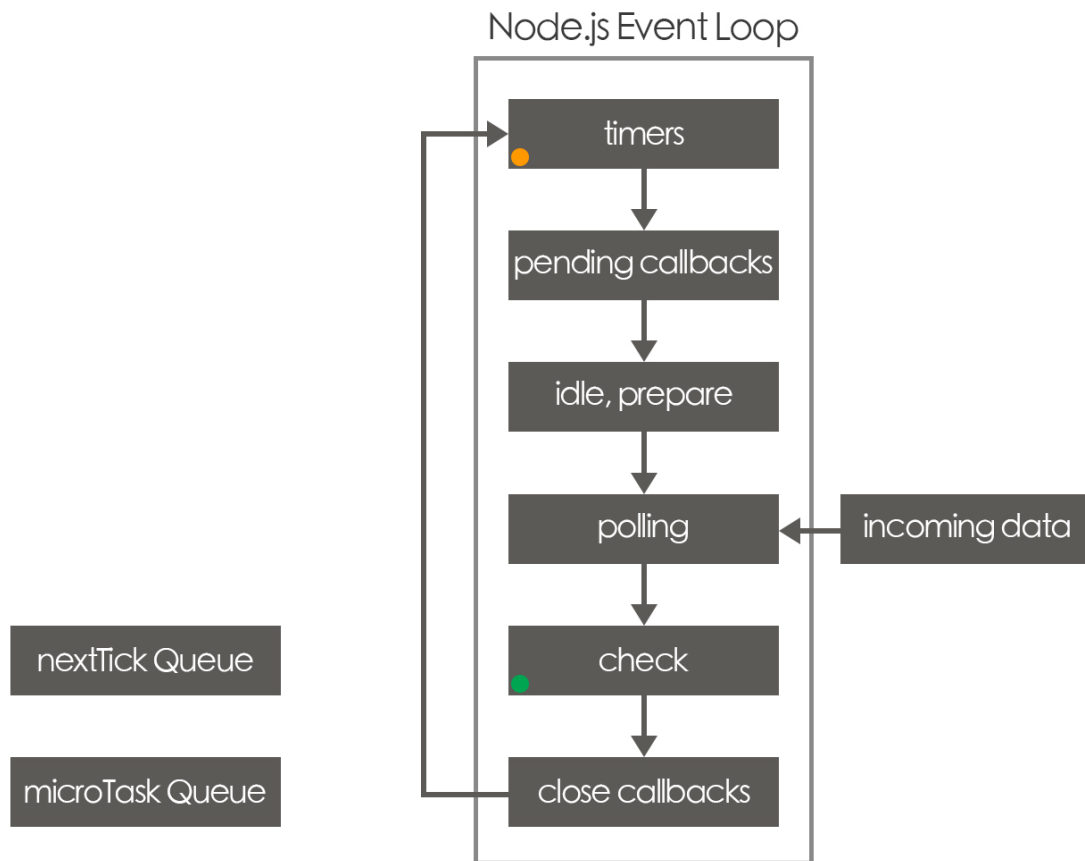 Node.js Event Loop
timers
pending callbacks
idle, prepare
polling
incoming data
check
nextTick Queue
close callbacks
microTask Queue